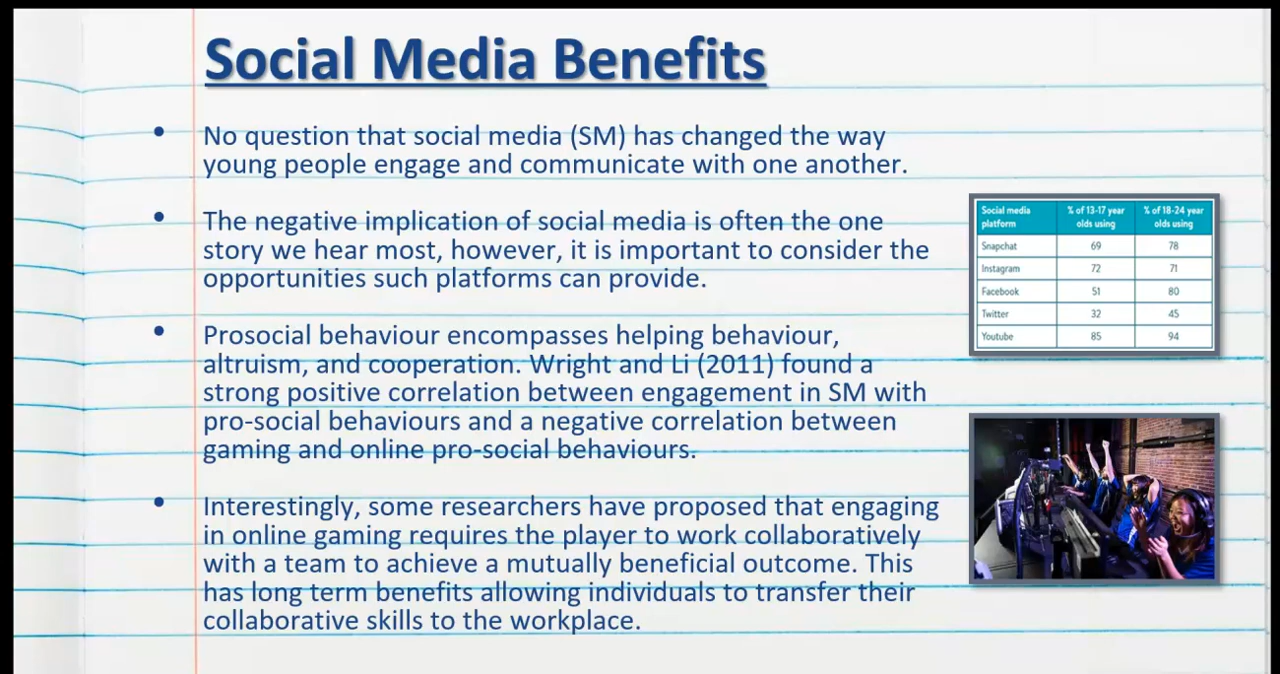 Social Media Benefits
• No question that social media (SM) has changed the way
young people engage and communicate with one another.
• The negative implication of social media is often the one
story we hear most, however, it is important to consider the
opportunities such platforms can provide.
• Prosocial behaviour encompasses helping behaviour,
altruism, and cooperation. Wright and Li (2011) found a
strong positive correlation between engagement in SM with
pro-social behaviours and a negative correlation between
gaming and online pro-social behaviours.
• Interestingly, some researchers have proposed that engaging
in online gaming requires the player to work collaboratively
with a team to achieve a mutually beneficial outcome. This
has long term benefits allowing individuals to transfer their
collaborative skills to the workplace.
Social media % of 13-17 year % of 18-24 year
platform olds using olds using
Snapchat 69 78
Instagram 72 71
Facebook 51 80
Twitter 32 45
Youtube 85 94